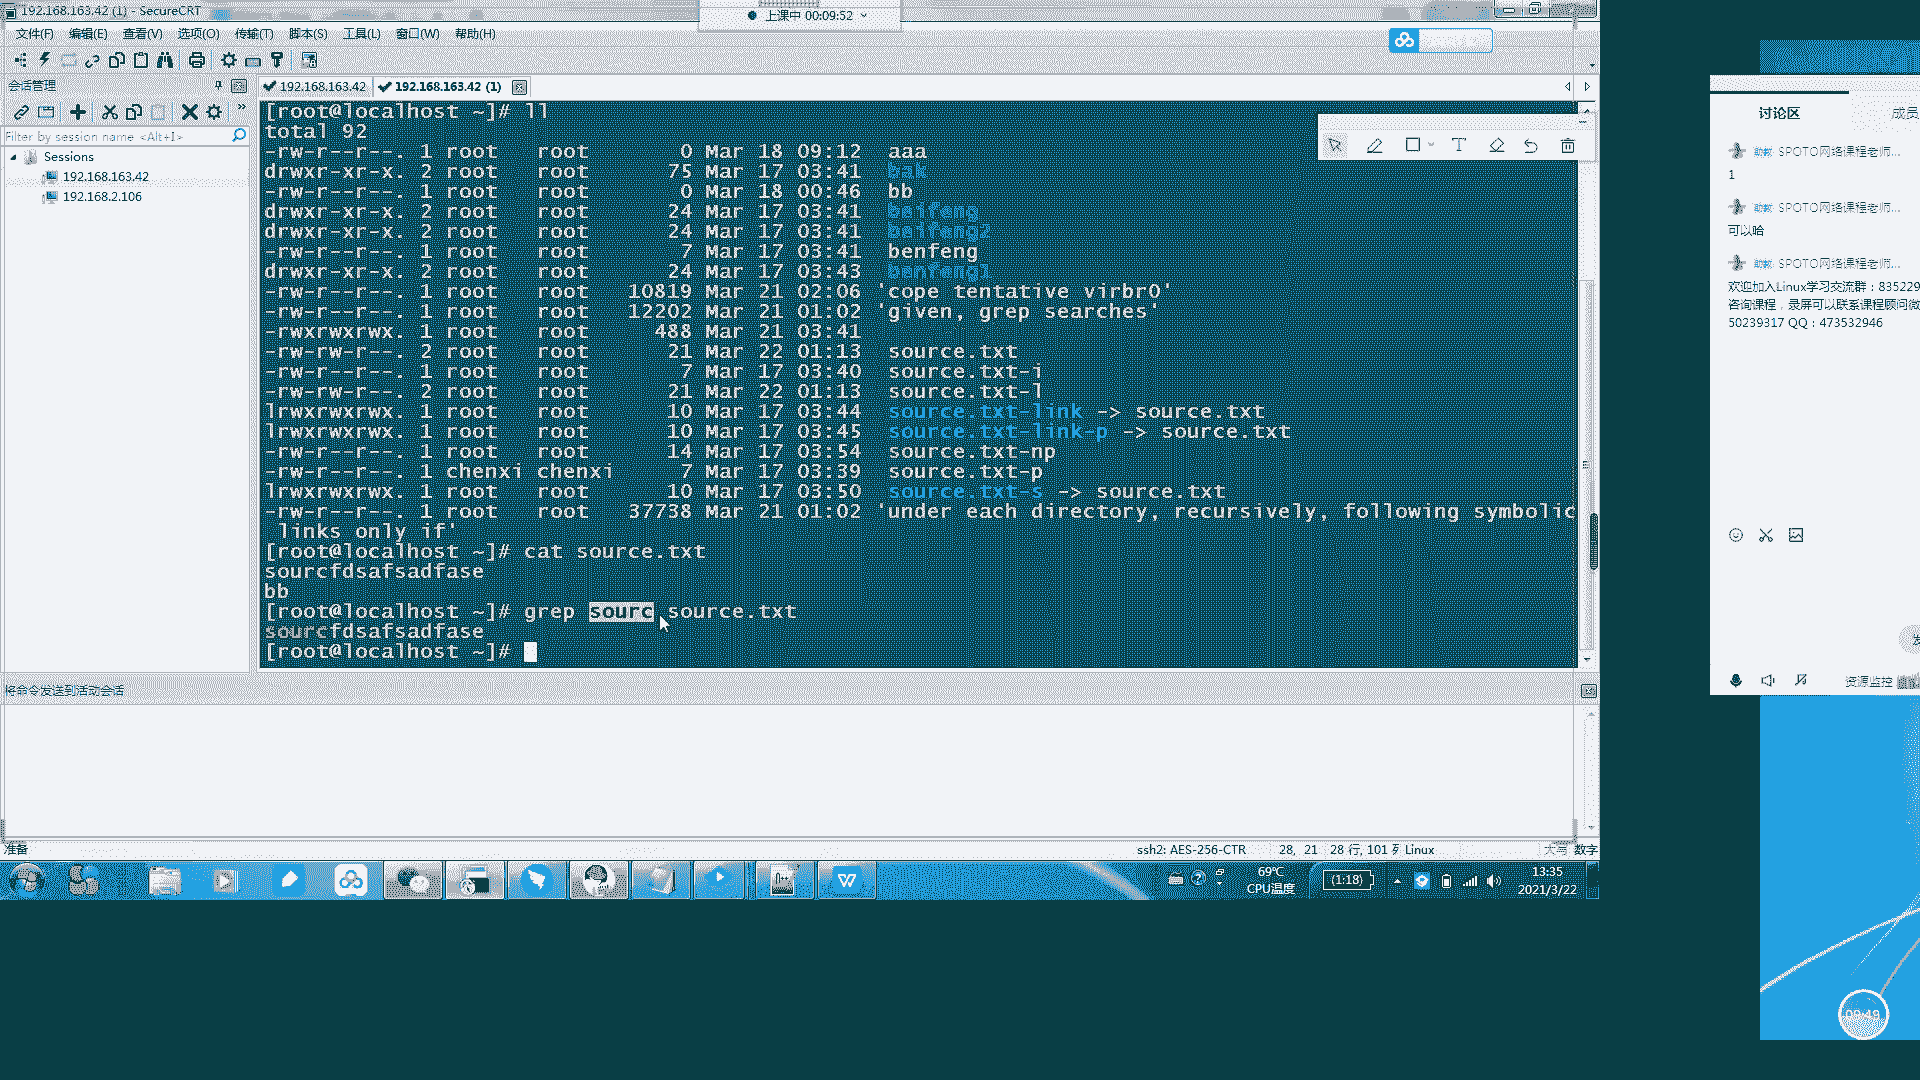 192.168.163.42 (1) - SecureCRT
上课中 00:09:52
文件(F) 编辑(E) 查看(V) 选项(O) 传输(T) 脚本(S) 工具(L) 窗口(W) 帮助(H)
会话管理
192.168.163.42
192.168.163.42 (1)
Filter by session name <Alt+I>
Sessions
192.168.163.42
192.168.2.106
[root@localhost ~]# ll
total 92
-rw-r--r--. 1 root root 0 Mar 18 09:12 aaa
drwxr-xr-x. 2 root root 75 Mar 17 03:41 bak
-rw-r--r--. 1 root root 0 Mar 18 00:46 bb
drwxr-xr-x. 2 root root 24 Mar 17 03:41 beifeng
drwxr-xr-x. 2 root root 24 Mar 17 03:41 beifeng2
-rw-r--r--. 1 root root 7 Mar 17 03:41 benfeng
drwxr-xr-x. 2 root root 24 Mar 17 03:43 benfeng1
-rw-r--r--. 1 root root 10819 Mar 21 02:06 'cope tentative virbr0'
-rw-r--r--. 1 root root 12202 Mar 21 01:02 'given, grep searches'
-rwxrwxrwx. 1 root root 488 Mar 21 03:41
-rw-rw-r--. 2 root root 21 Mar 22 01:13 source.txt
-rw-r--r--. 1 root root 7 Mar 17 03:40 source.txt-i
-rw-rw-r--. 2 root root 21 Mar 22 01:13 source.txt-l
lrwxrwxrwx. 1 root root 10 Mar 17 03:44 source.txt-link -> source.txt
lrwxrwxrwx. 1 root root 10 Mar 17 03:45 source.txt-link-p -> source.txt
-rw-r--r--. 1 root root 14 Mar 17 03:54 source.txt-np
-rw-r--r--. 1 chenxi chenxi 7 Mar 17 03:39 source.txt-p
lrwxrwxrwx. 1 root root 10 Mar 17 03:50 source.txt-s -> source.txt
-rw-r--r--. 1 root root 37738 Mar 21 01:02 'under each directory, recursively, following symbolic
links only if'
[root@localhost ~]# cat source.txt
sourcfdsafsadfase
bb
[root@localhost ~]# grep sourc source.txt
sourcfdsafsadfase
[root@localhost ~]#
将命令发送到活动会话
准备
ssh2: AES-256-CTR 28, 21 28 行, 101 列 Linux 大写 数字
69℃
CPU温度
(1:18)
13:35
2021/3/22
讨论区 成员
助教 SPOTO网络课程老师...
1
助教 SPOTO网络课程老师...
可以哈
助教 SPOTO网络课程老师...
欢迎加入Linux学习交流群：835229
咨询课程，录屏可以联系课程顾问微
50239317 QQ：473532946
资源监控
09:49